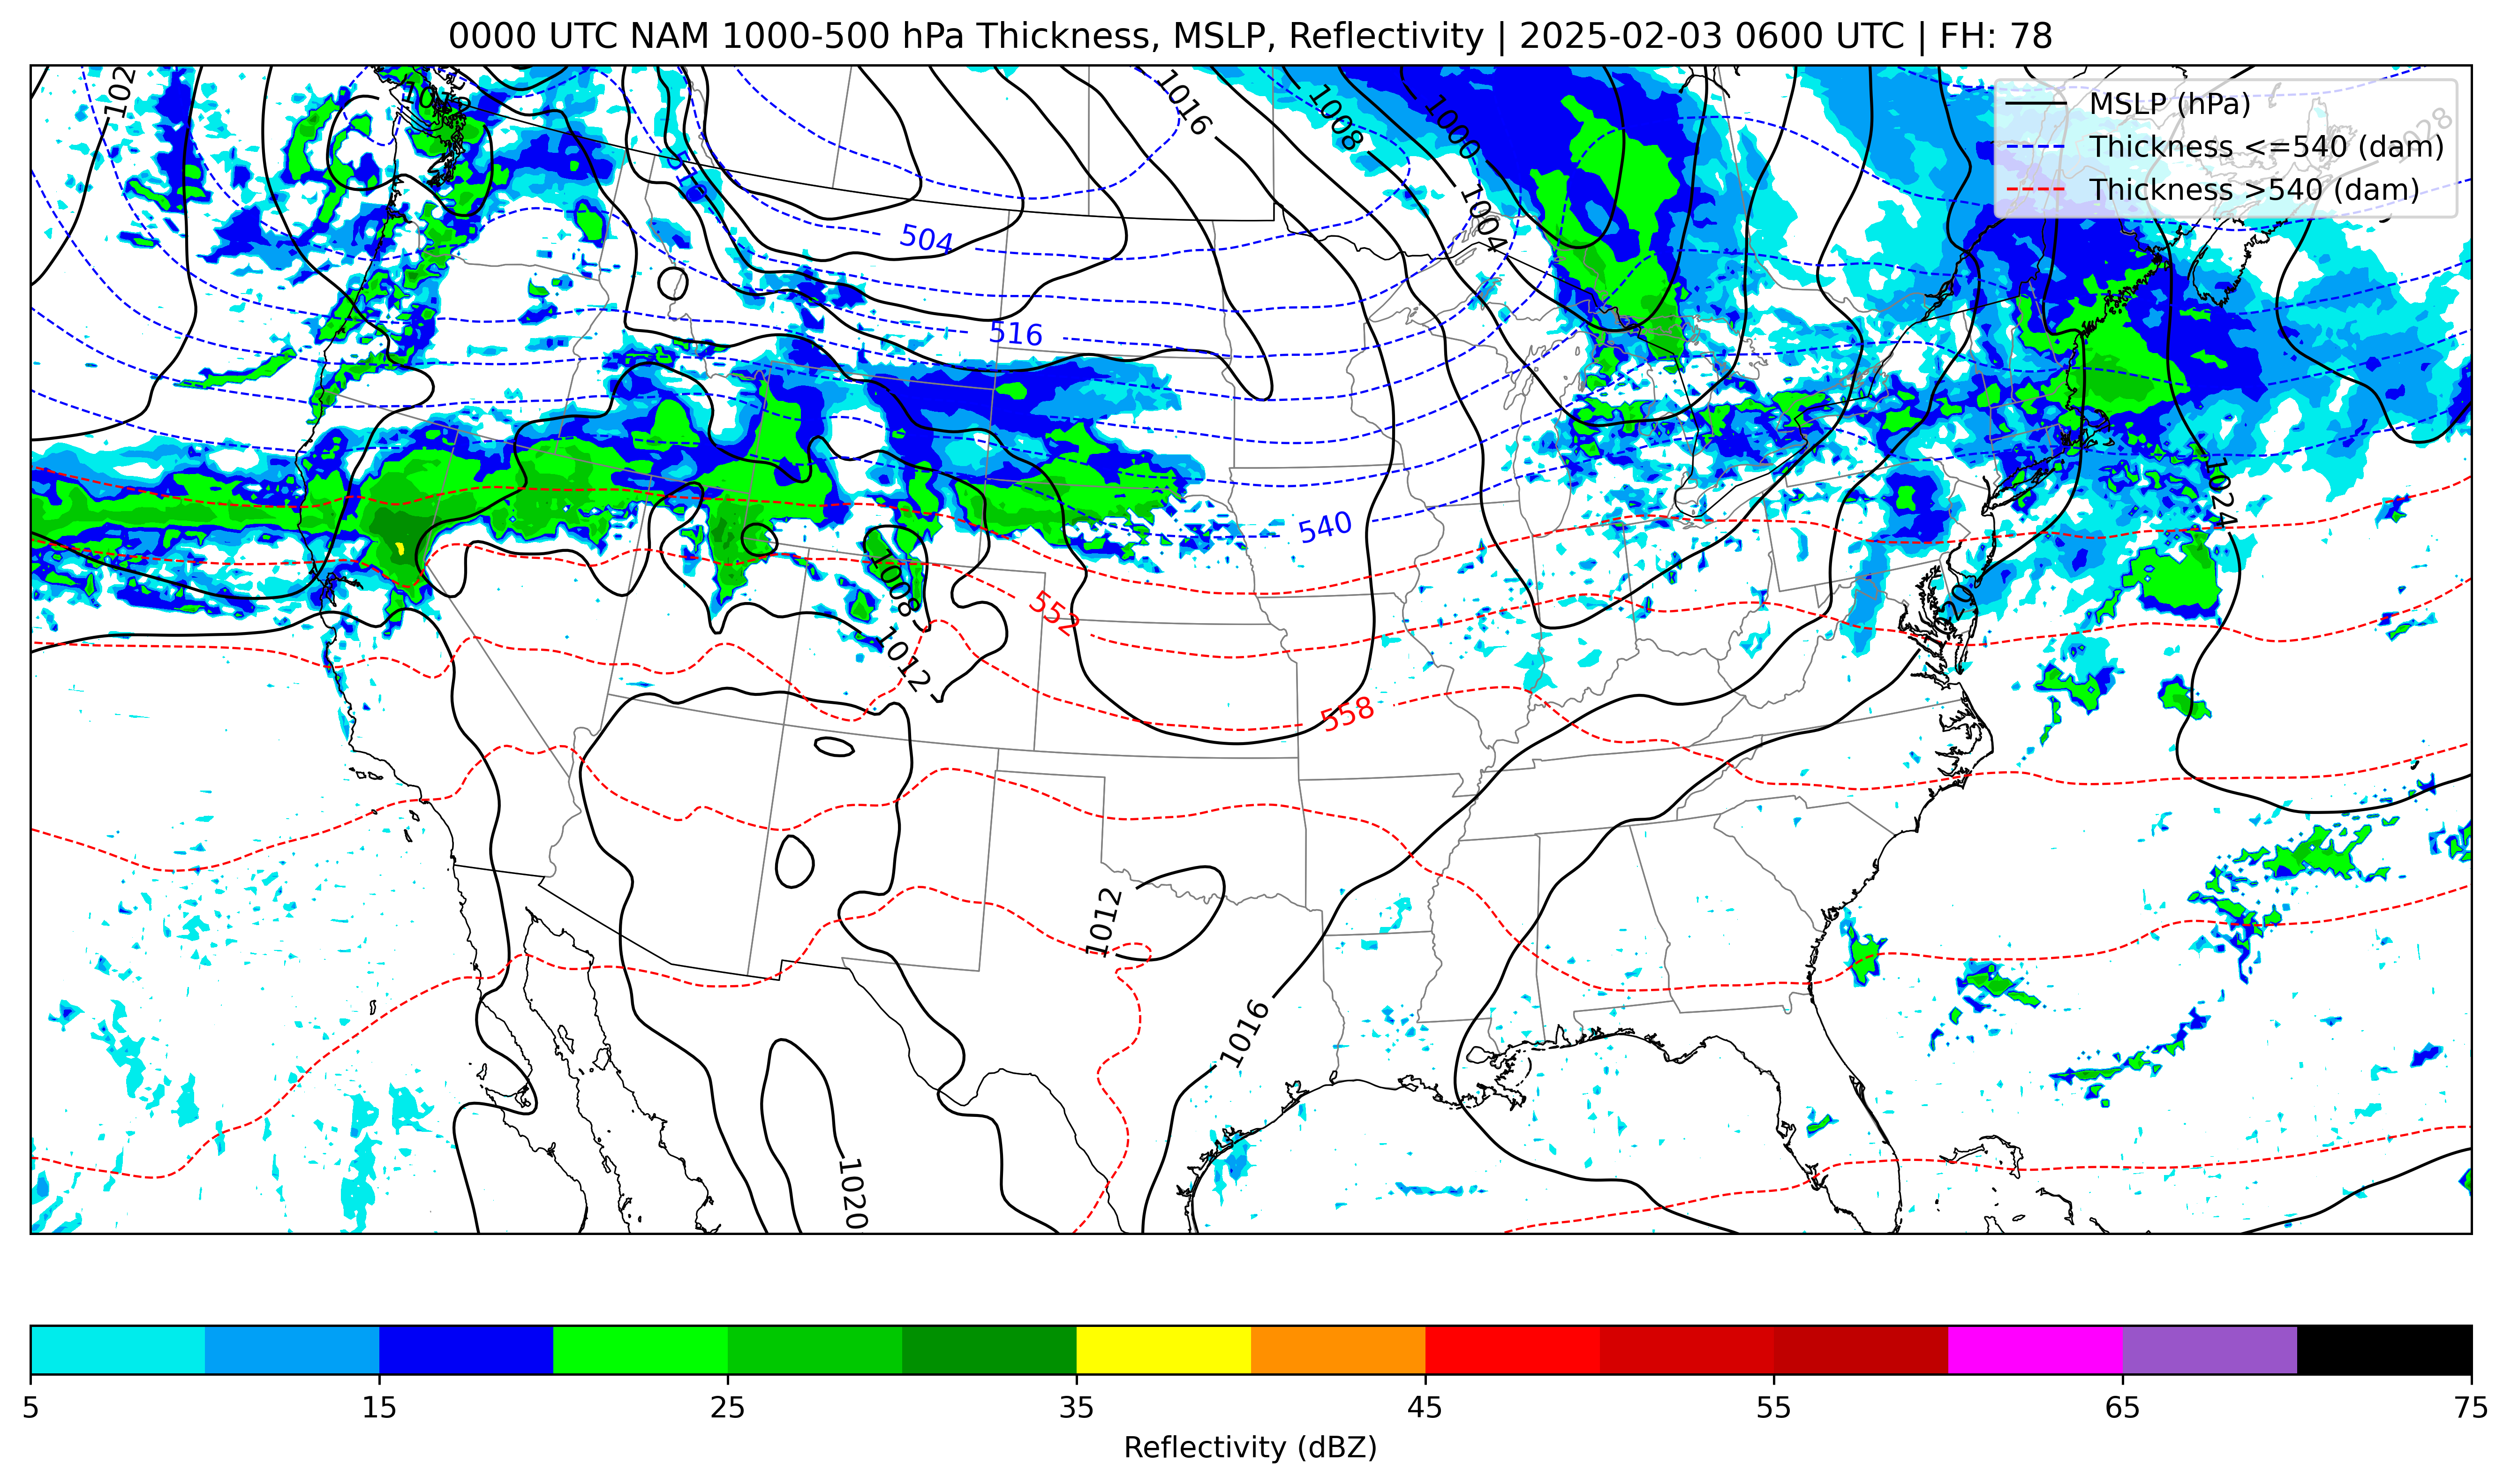 0000 UTC NAM 1000-500 hPa Thickness, MSLP, Reflectivity | 2025-02-03 0600 UTC | FH: 78
MSLP (hPa)
Thickness <=540 (dam)
Thickness >540 (dam)
1016
1008
1000
1004
1028
504
516
1024
540
1008
552
1012
558
1012
1016
1020
5 15 25 35 45 55 65 75
Reflectivity (dBZ)